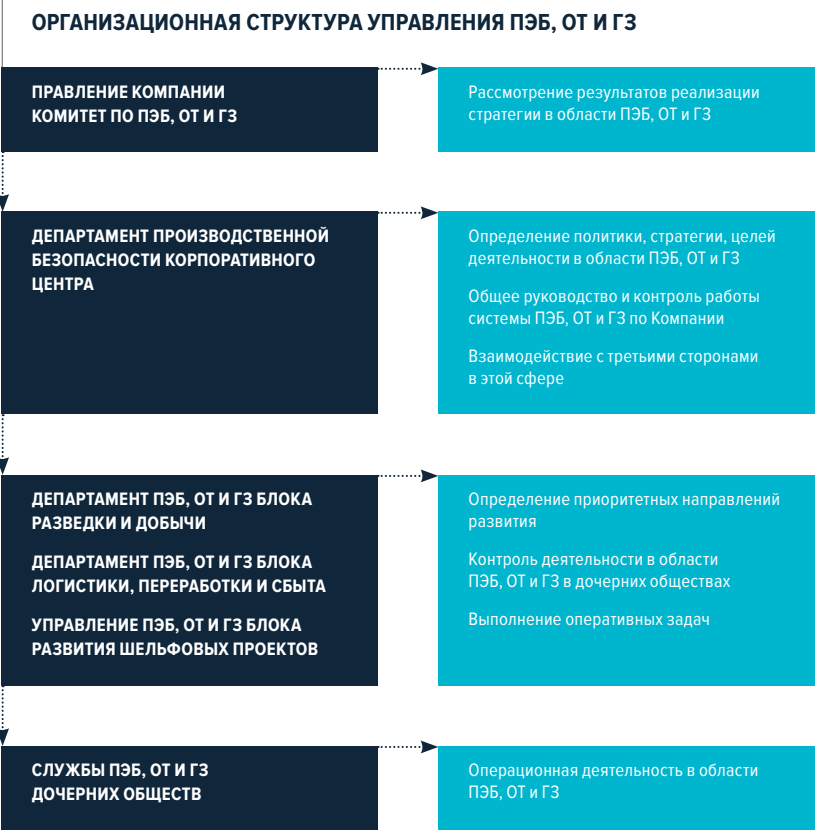 ОРГАНИЗАЦИОННАЯ СТРУКТУРА УПРАВЛЕНИЯ ПЭБ, ОТ И ГЗ
ПРАВЛЕНИЕ КОМПАНИИ
КОМИТЕТ ПО ПЭБ, ОТ И ГЗ
Рассмотрение результатов реализации
стратегии в области ПЭБ, ОТ и ГЗ
ДЕПАРТАМЕНТ ПРОИЗВОДСТВЕННОЙ
БЕЗОПАСНОСТИ КОРПОРАТИВНОГО
ЦЕНТРА
Определение политики, стратегии, целей
деятельности в области ПЭБ, ОТ и ГЗ
Общее руководство и контроль работы
системы ПЭБ, ОТ и ГЗ по Компании
Взаимодействие с третьими сторонами
в этой сфере
ДЕПАРТАМЕНТ ПЭБ, ОТ И ГЗ БЛОКА
РАЗВЕДКИ И ДОБЫЧИ
ДЕПАРТАМЕНТ ПЭБ, ОТ И ГЗ БЛОКА
ЛОГИСТИКИ, ПЕРЕРАБОТКИ И СБЫТА
УПРАВЛЕНИЕ ПЭБ, ОТ И ГЗ БЛОКА
РАЗВИТИЯ ШЕЛЬФОВЫХ ПРОЕКТОВ
Определение приоритетных направлений
развития
Контроль деятельности в области
ПЭБ, ОТ и ГЗ в дочерних обществах
Выполнение оперативных задач
СЛУЖБЫ ПЭБ, ОТ И ГЗ
ДОЧЕРНИХ ОБЩЕСТВ
Операционная деятельность в области
ПЭБ, ОТ и ГЗ